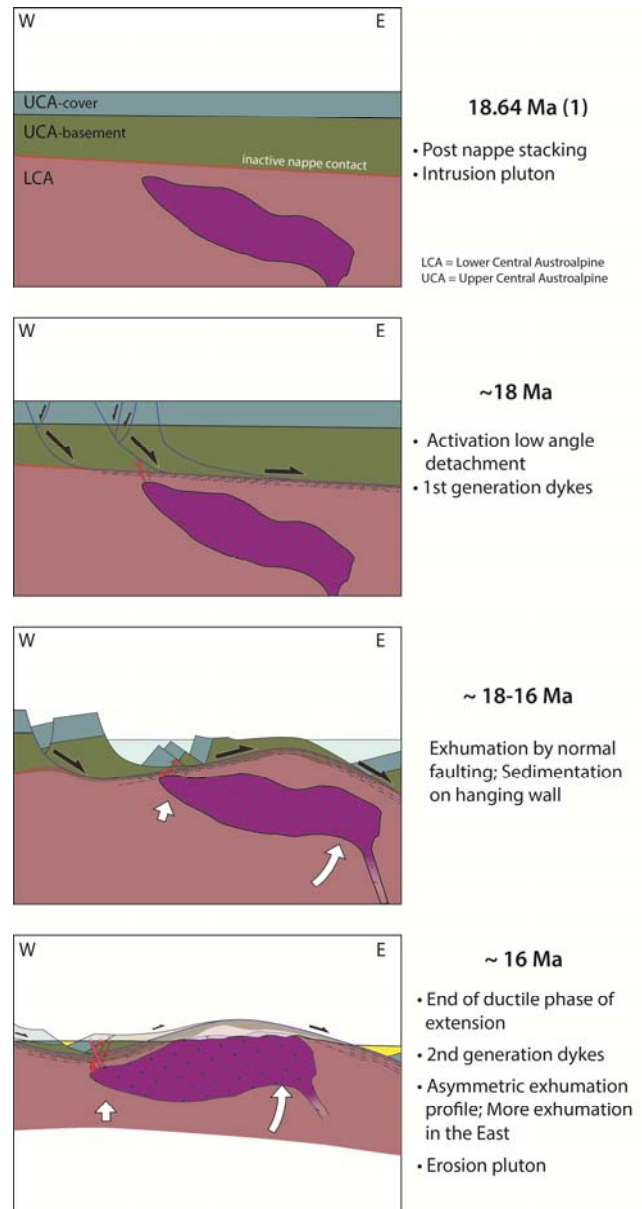 W E
UCA-cover
UCA-basement
inactive nappe contact
LCA
18.64 Ma (1)
• Post nappe stacking
• Intrusion pluton
LCA = Lower Central Austroalpine
UCA = Upper Central Austroalpine
W E
~18 Ma
• Activation low angle
detachment
• 1st generation dykes
W E
~ 18-16 Ma
Exhumation by normal
faulting; Sedimentation
on hanging wall
W E
~ 16 Ma
• End of ductile phase of
extension
• 2nd generation dykes
• Asymmetric exhumation
profile; More exhumation
in the East
• Erosion pluton